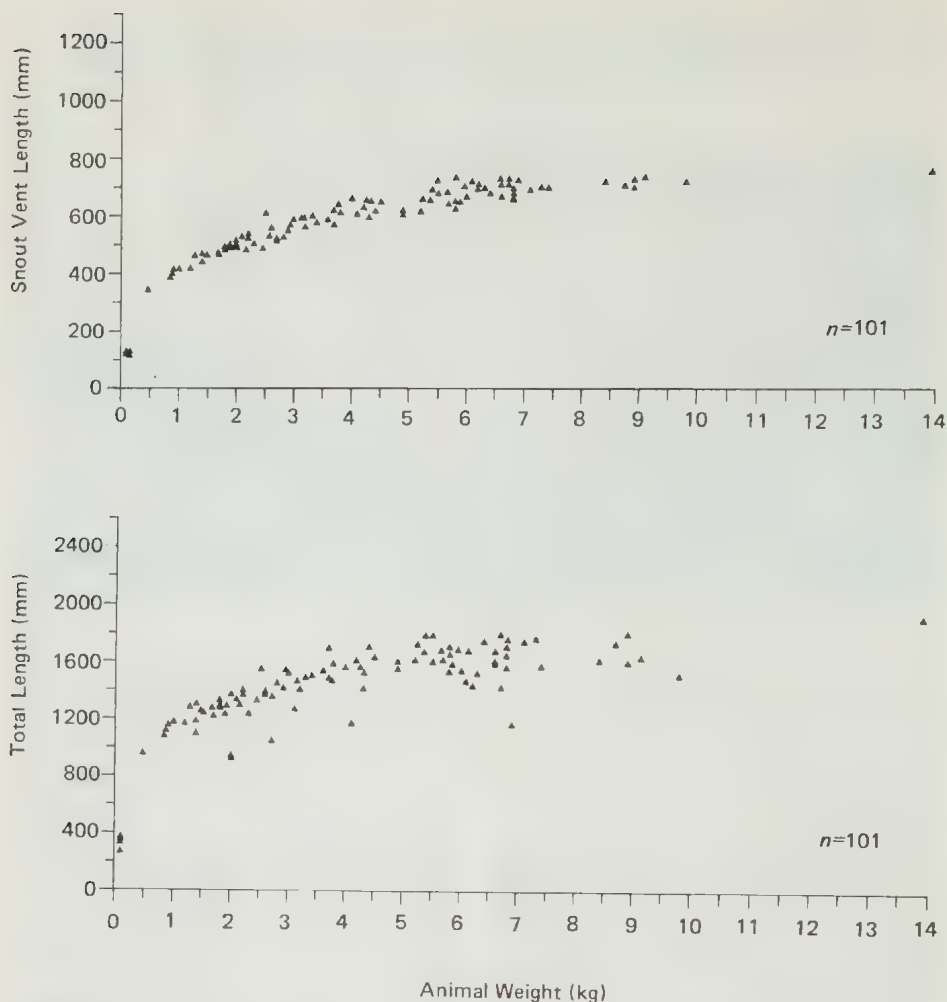 Snout Vent Length (mm)
1200
1000
800
600
400
200
0
0 1 2 3 4 5 6 7 8 9 10 11 12 13 14
n=101
Total Length (mm)
2400
2000
1600
1200
800
400
0
0 1 2 3 4 5 6 7 8 9 10 11 12 13 14
n=101
Animal Weight (kg)